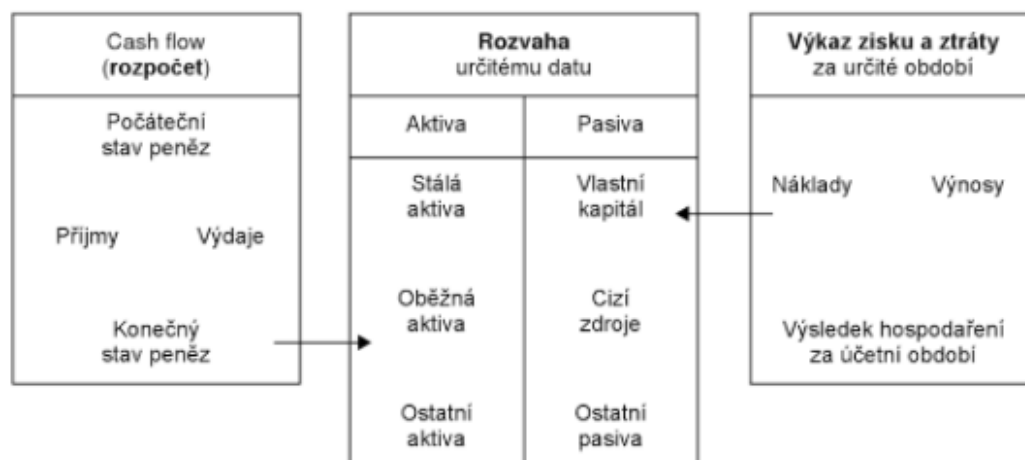 Cash flow
(rozpočet)
Počáteční
stav peněz
Příjmy Výdaje
Konečný
stav peněz
Rozvaha
určitému datu
Aktiva Pasiva
Stálá
aktiva
Vlastní
kapitál
Oběžná
aktiva
Cizí
zdroje
Ostatní
aktiva
Ostatní
pasiva
Výkaz zisku a ztráty
za určité období
Náklady Výnosy
Výsledek hospodaření
za účetní období